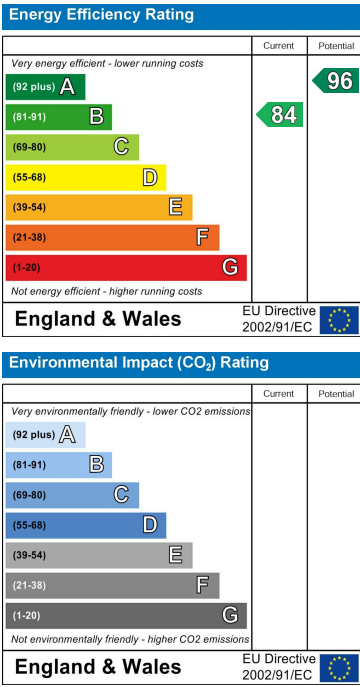 Energy Efficiency Rating
Current Potential
Very energy efficient - lower running costs
(92 plus) A
96
(81-91) B
84
(69-80) C
(55-68) D
(39-54) E
(21-38) F
(1-20) G
Not energy efficient - higher running costs
England & Wales
EU Directive
2002/91/EC
Environmental Impact (CO₂) Rating
Current Potential
Very environmentally friendly - lower CO2 emissions
(92 plus) A
(81-91) B
(69-80) C
(55-68) D
(39-54) E
(21-38) F
(1-20) G
Not environmentally friendly - higher CO2 emissions
England & Wales
EU Directive
2002/91/EC